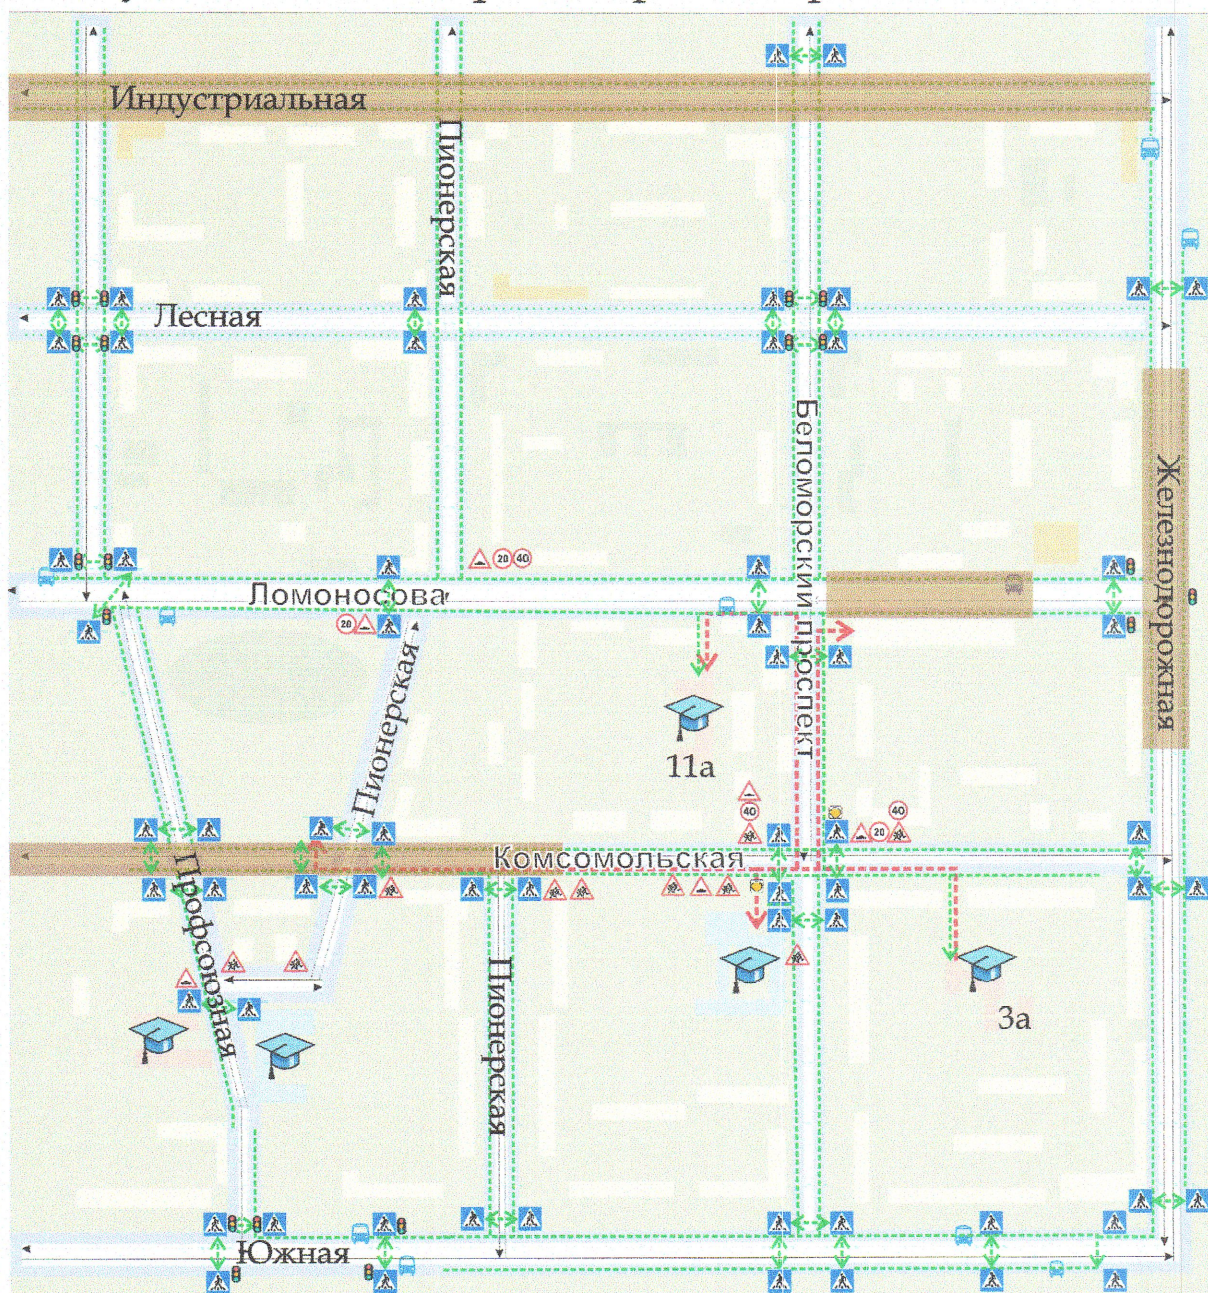 Индустриальная
Пионерская
Лесная
Беломорский проспект
Железнодорожная
20 40
Ломоносова
20
Пионерская
11а
40
40
20
Комсомольская
Профсоюзная
Пионерская
3а
Южная